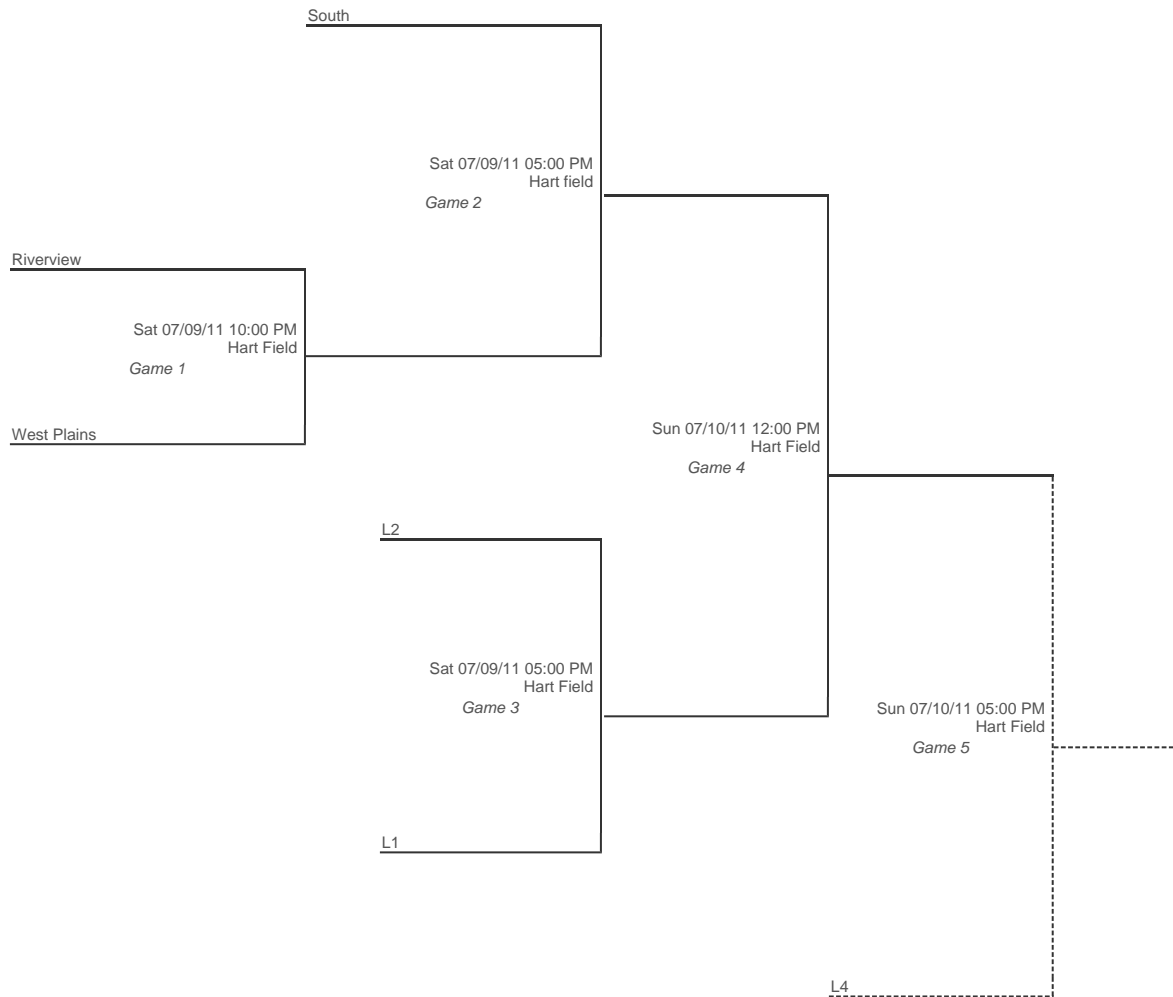 South
Sat 07/09/11 05:00 PM
Hart field
Game 2
Riverview
Sat 07/09/11 10:00 PM
Hart Field
Game 1
West Plains
Sun 07/10/11 12:00 PM
Hart Field
Game 4
L2
Sat 07/09/11 05:00 PM
Hart Field
Game 3
Sun 07/10/11 05:00 PM
Hart Field
Game 5
L1
L4